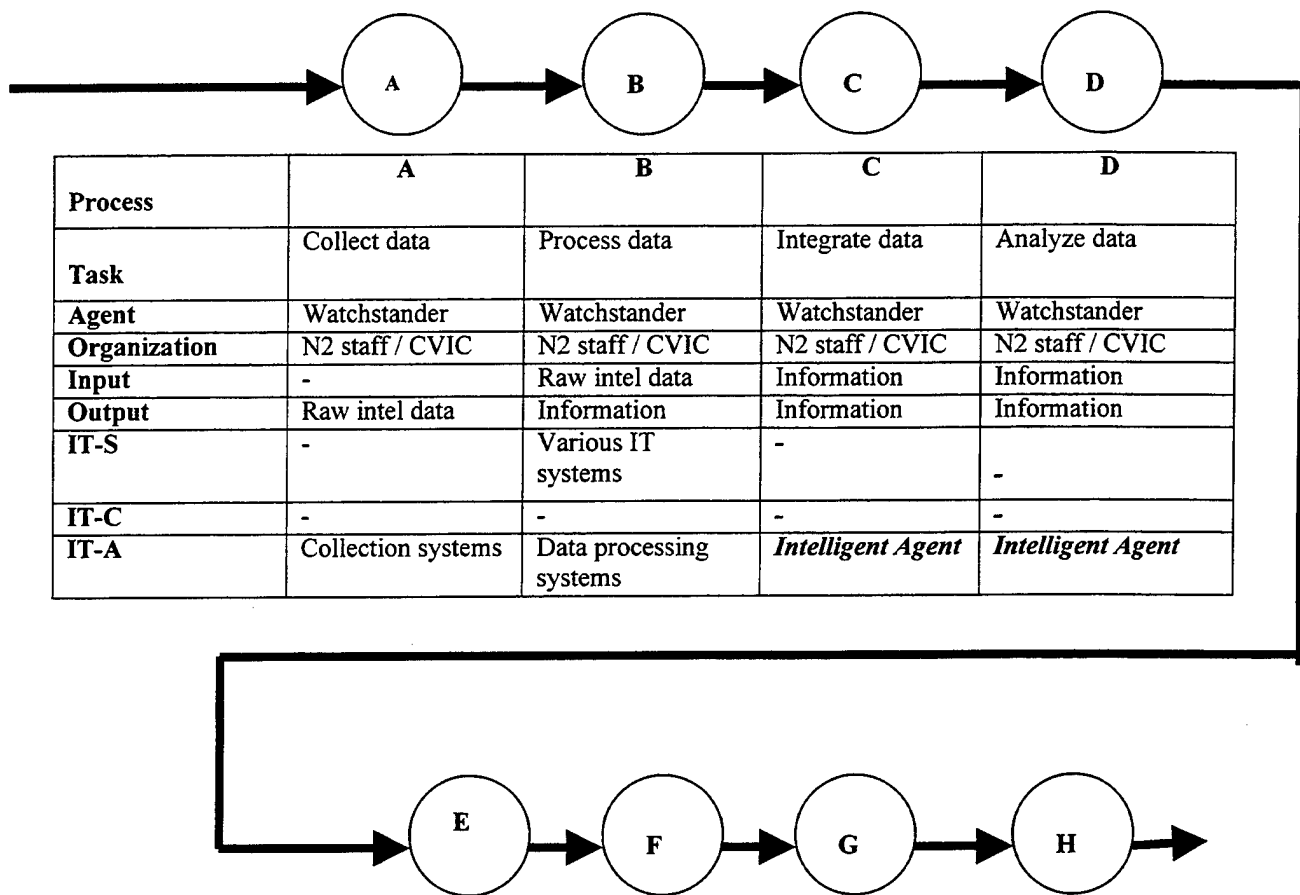 A B C D
Process A B C D
Task Collect data Process data Integrate data Analyze data
Agent Watchstander Watchstander Watchstander Watchstander
Organization N2 staff / CVIC N2 staff / CVIC N2 staff / CVIC N2 staff / CVIC
Input - Raw intel data Information Information
Output Raw intel data Information Information Information
IT-S - Various IT - -
systems
IT-C - - - -
IT-A Collection systems Data processing Intelligent Agent Intelligent Agent
systems
E F G H